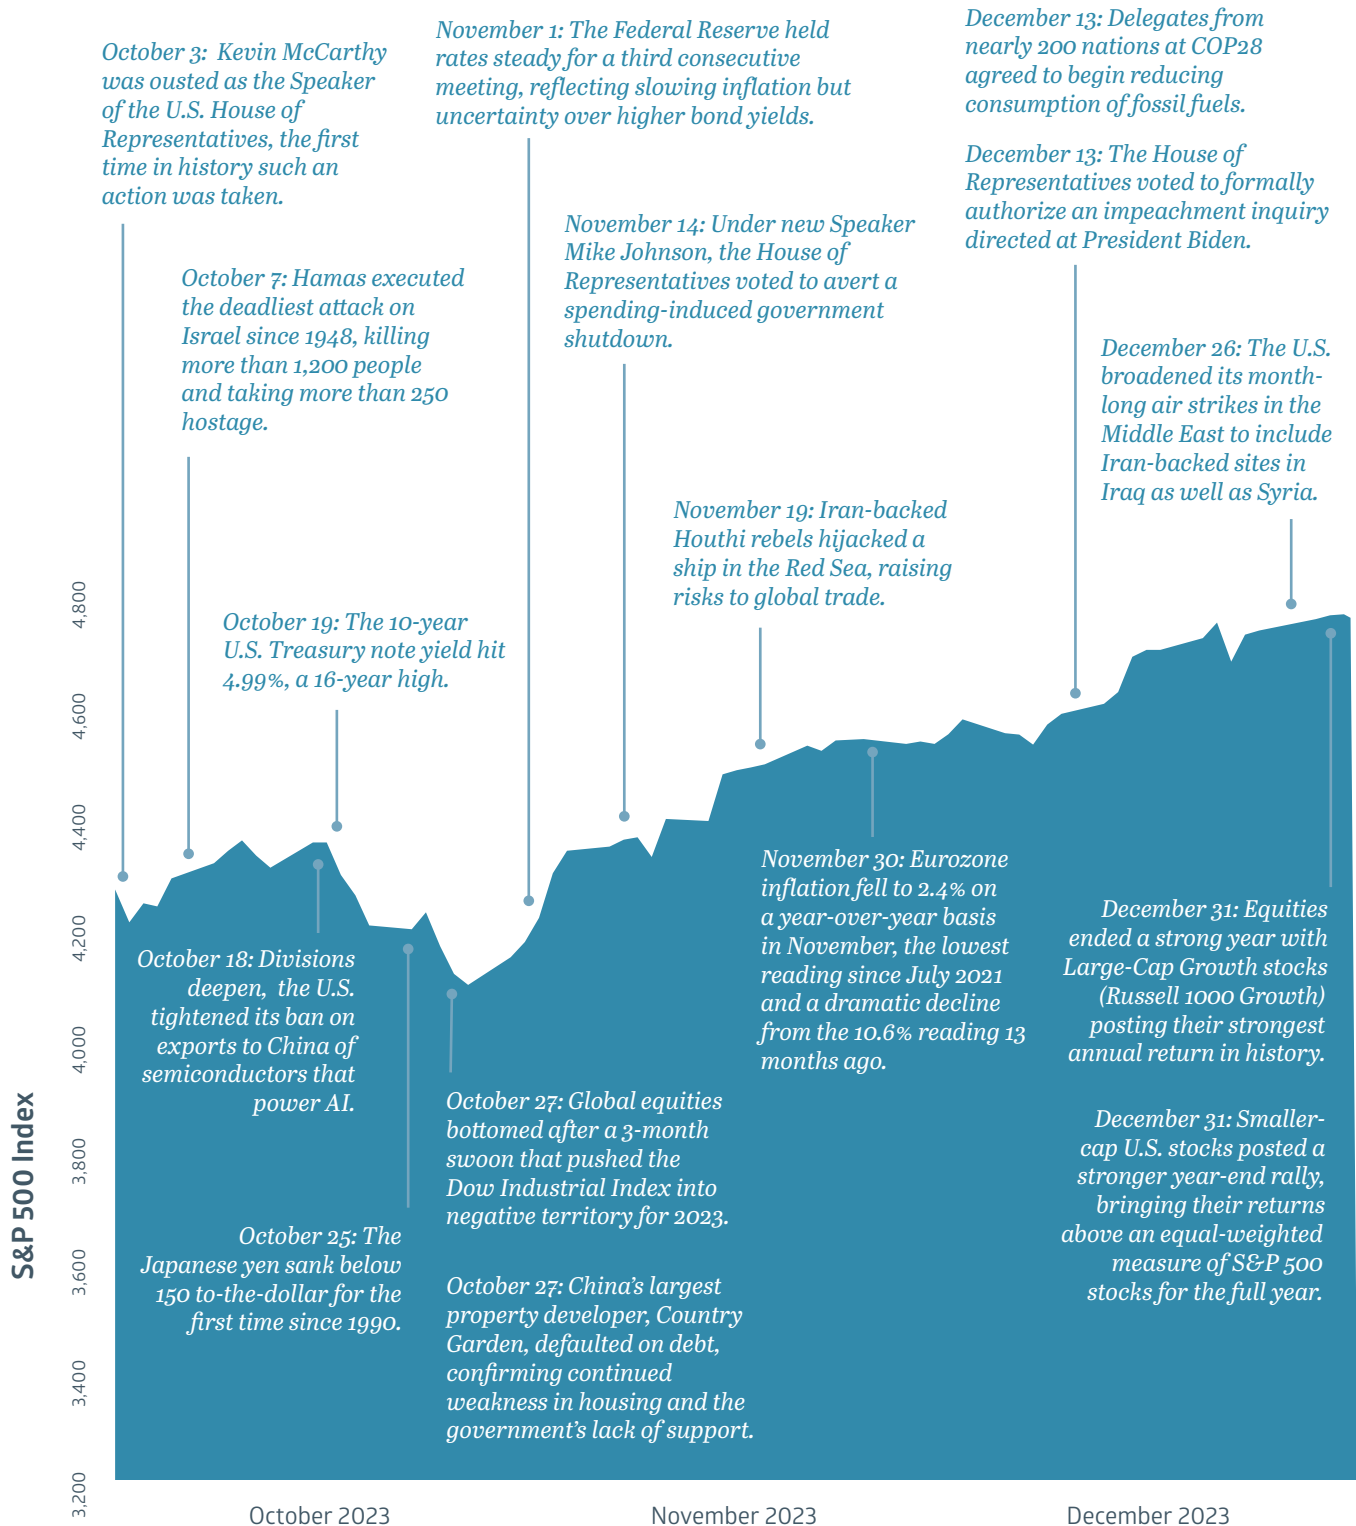 October 3:  Kevin McCarthy
was ousted as the Speaker
of the U.S. House of
Representatives, the first
time in history such an
action was taken.
November 1: The Federal Reserve held
rates steady for a third consecutive
meeting, reflecting slowing inflation but
uncertainty over higher bond yields.
December 13: Delegates from
nearly 200 nations at COP28
agreed to begin reducing
consumption of fossil fuels.
December 13: The House of
Representatives voted to formally
authorize an impeachment inquiry
directed at President Biden.
October 7: Hamas executed
the deadliest attack on
Israel since 1948, killing
more than 1,200 people
and taking more than 250
hostage.
November 14: Under new Speaker
Mike Johnson, the House of
Representatives voted to avert a
spending-induced government
shutdown.
December 26: The U.S.
broadened its month-
long air strikes in the
Middle East to include
Iran-backed sites in
Iraq as well as Syria.
November 19: Iran-backed
Houthi rebels hijacked a
ship in the Red Sea, raising
risks to global trade.
October 19: The 10-year
U.S. Treasury note yield hit
4.99%, a 16-year high.
October 18: Divisions
deepen,  the U.S.
tightened its ban on
exports to China of
semiconductors that
power AI.
November 30: Eurozone
inflation fell to 2.4% on
a year-over-year basis
in November, the lowest
reading since July 2021
and a dramatic decline
from the 10.6% reading 13
months ago.
December 31: Equities
ended a strong year with
Large-Cap Growth stocks
(Russell 1000 Growth)
posting their strongest
annual return in history.
October 27: Global equities
bottomed after a 3-month
swoon that pushed the
Dow Industrial Index into
negative territory for 2023.
December 31: Smaller-
cap U.S. stocks posted a
stronger year-end rally,
bringing their returns
above an equal-weighted
measure of S&P 500
stocks for the full year.
October 25: The
Japanese yen sank below
150 to-the-dollar for the
first time since 1990.
October 27: China's largest
property developer, Country
Garden, defaulted on debt,
confirming continued
weakness in housing and the
government's lack of support.
S&P 500 Index
4,800
4,600
4,400
4,200
4,000
3,800
3,600
3,400
3,200
October 2023
November 2023
December 2023